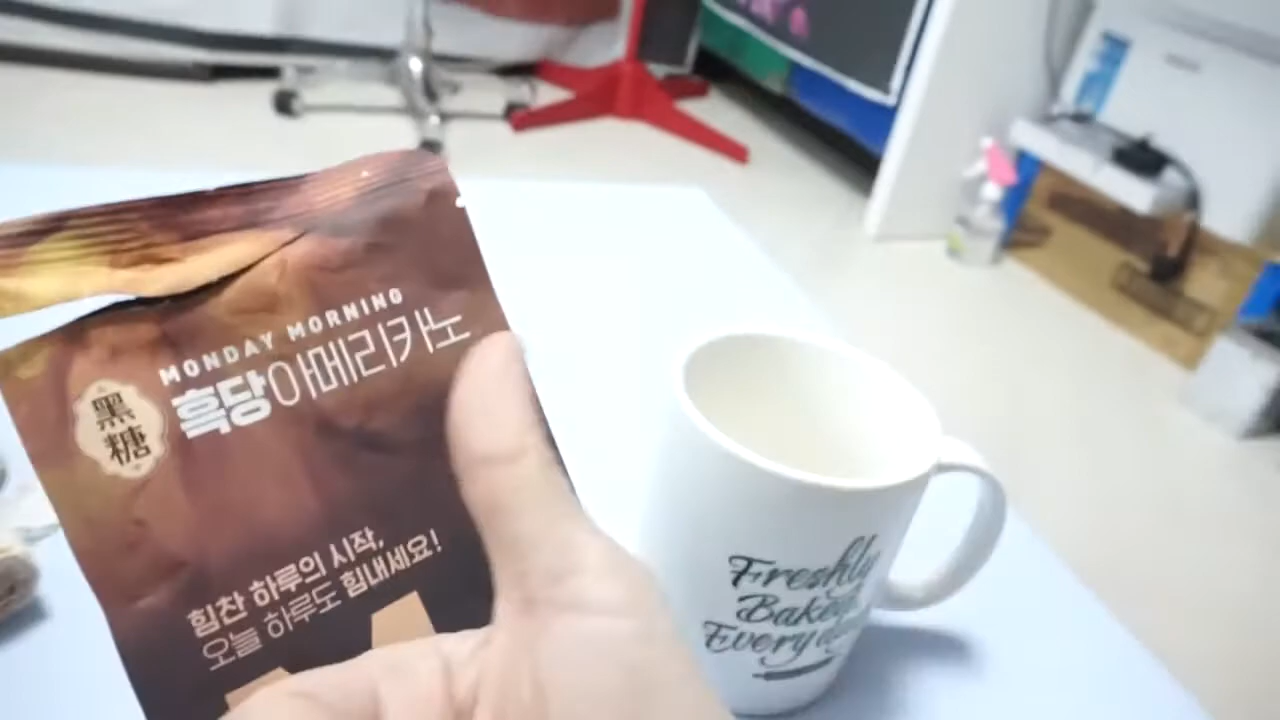 MONDAY MORNING
黑糖
흑당아메리카노
힘찬 하루의 시작,
오늘 하루도 힘내세요!
Freshly
Baked
Everyday